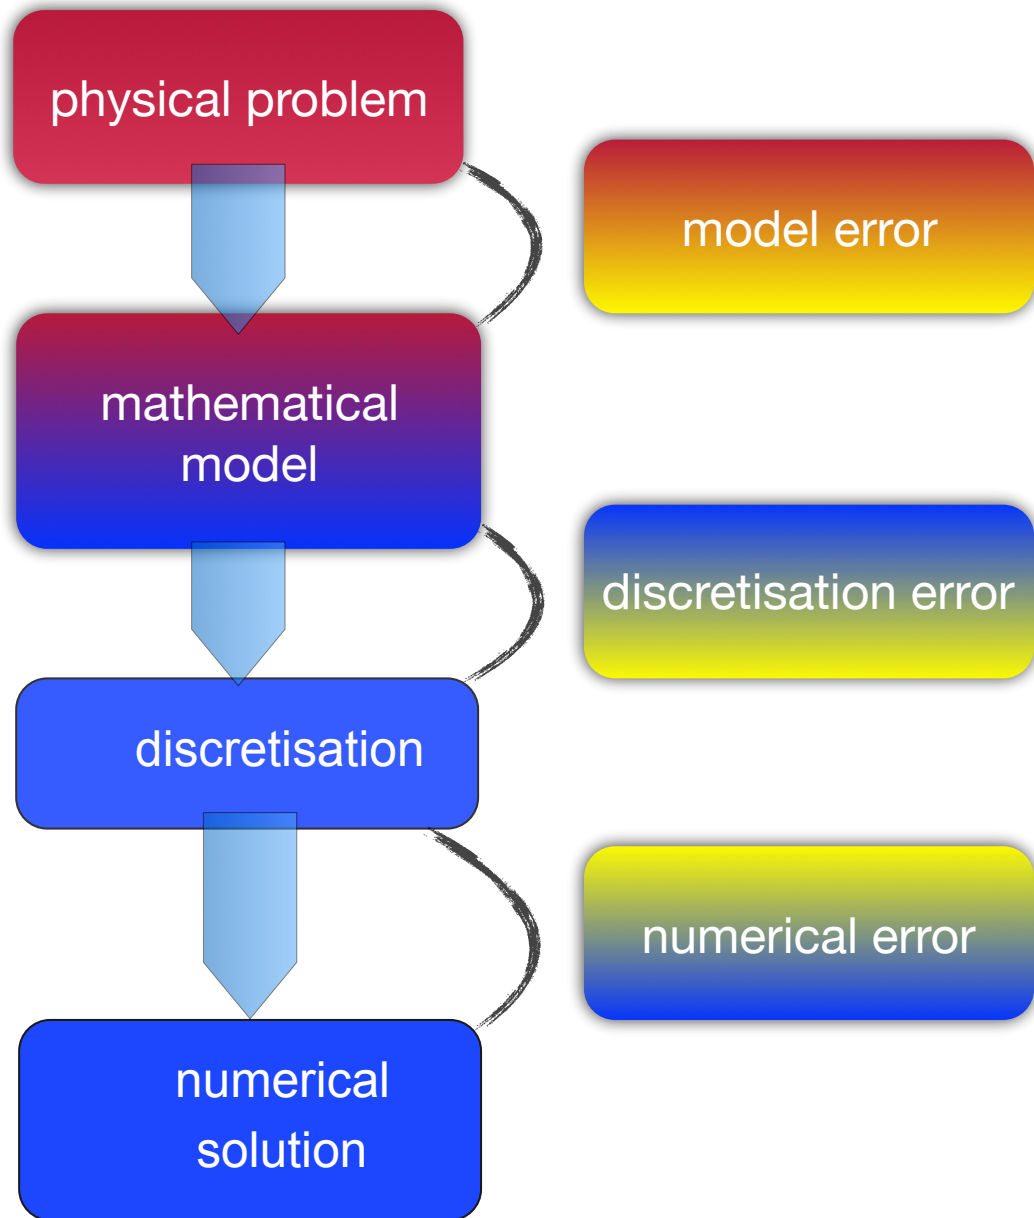 physical problem
model error
mathematical
model
discretisation error
discretisation
numerical error
numerical
solution